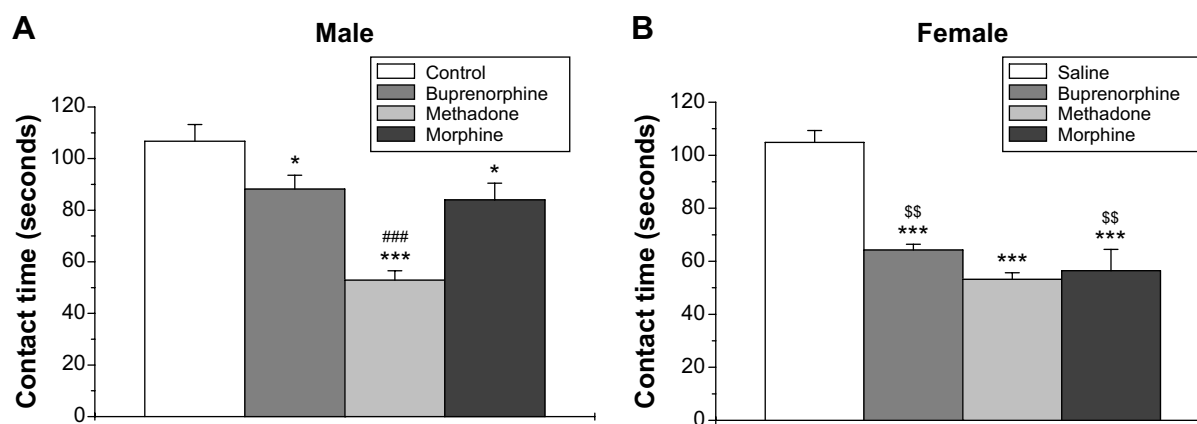 A
Male
Control
Buprenorphine
Methadone
Morphine
Contact time (seconds)
120
100
80
60
40
20
0
*
###
***
*
B
Female
Saline
Buprenorphine
Methadone
Morphine
Contact time (seconds)
120
100
80
60
40
20
0
$$
***
***
$$
***